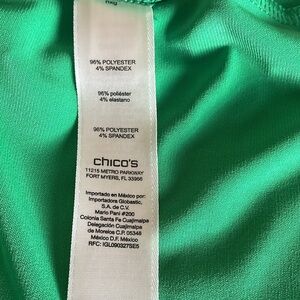 96% POLYESTER
4% SPANDEX
96% poliéster
4% elastano
96% POLYESTER
4% SPANDEX
chico's
11215 METRO PARKWAY
FORT MYERS, FL 33966
Importado en México por:
Importadora Globastic,
S.A. de C.V.
Mario Pani #200
Colonia Santa Fe Cuajimalpa
Delegación Cuajimalpa
de Morelos C.P. 05348
México D.F. México
RFC: IGL090327SE5